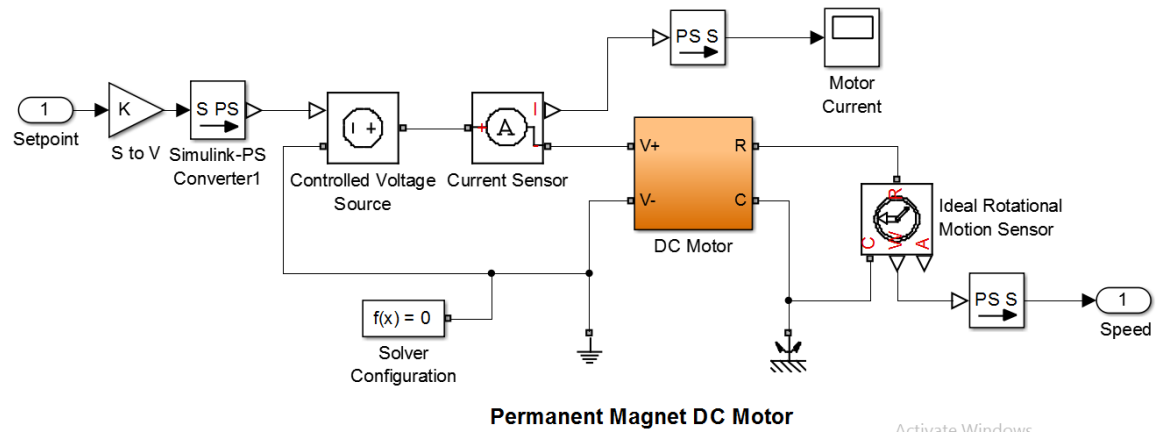 PS S
Motor
Current
1
Setpoint
K
S to V
S PS
Simulink-PS
Converter1
Controlled Voltage
Source
+
A
I
-
Current Sensor
V+
R
V-
C
DC Motor
R
C
W
A
Ideal Rotational
Motion Sensor
PS S
1
Speed
f(x) = 0
Solver
Configuration
Permanent Magnet DC Motor
Activate Windows